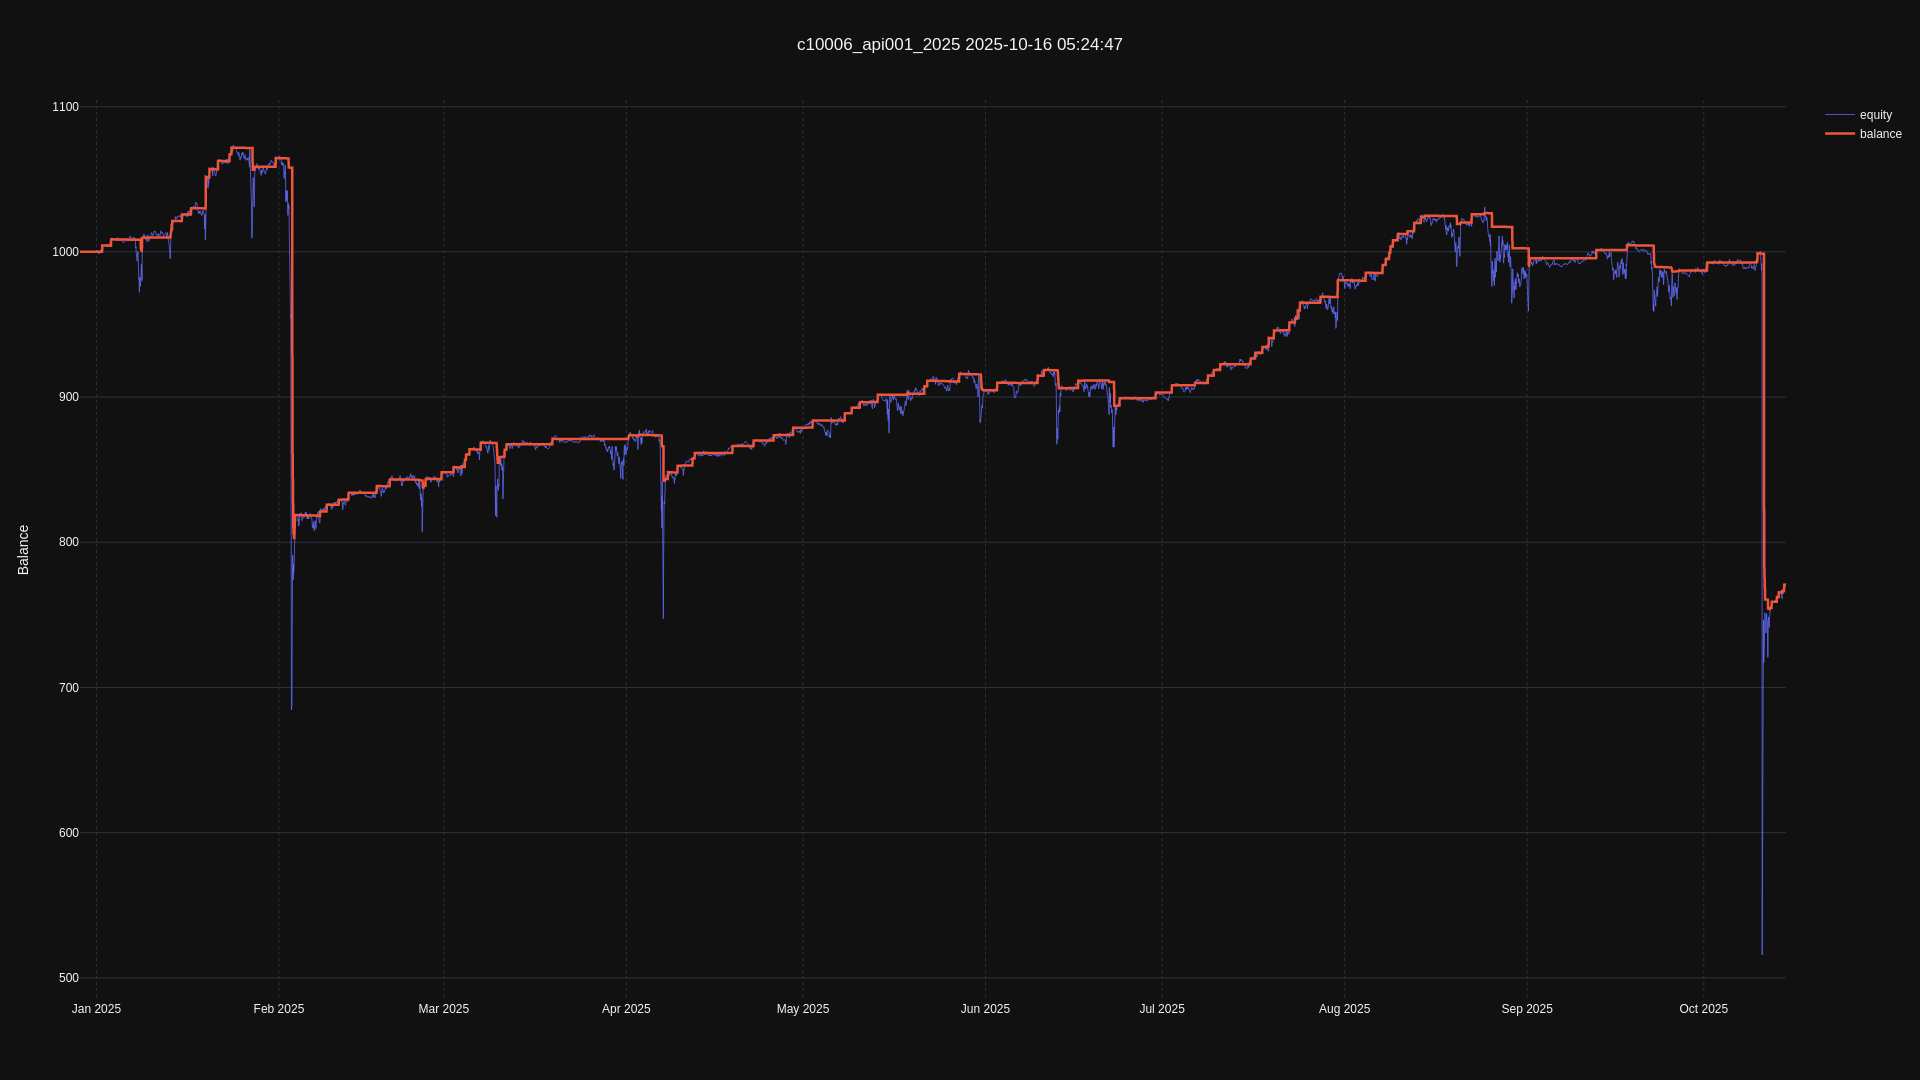 c10006_api001_2025 2025-10-16 05:24:47
equity
balance
Balance
1100
1000
900
800
700
600
500
Jan 2025
Feb 2025
Mar 2025
Apr 2025
May 2025
Jun 2025
Jul 2025
Aug 2025
Sep 2025
Oct 2025